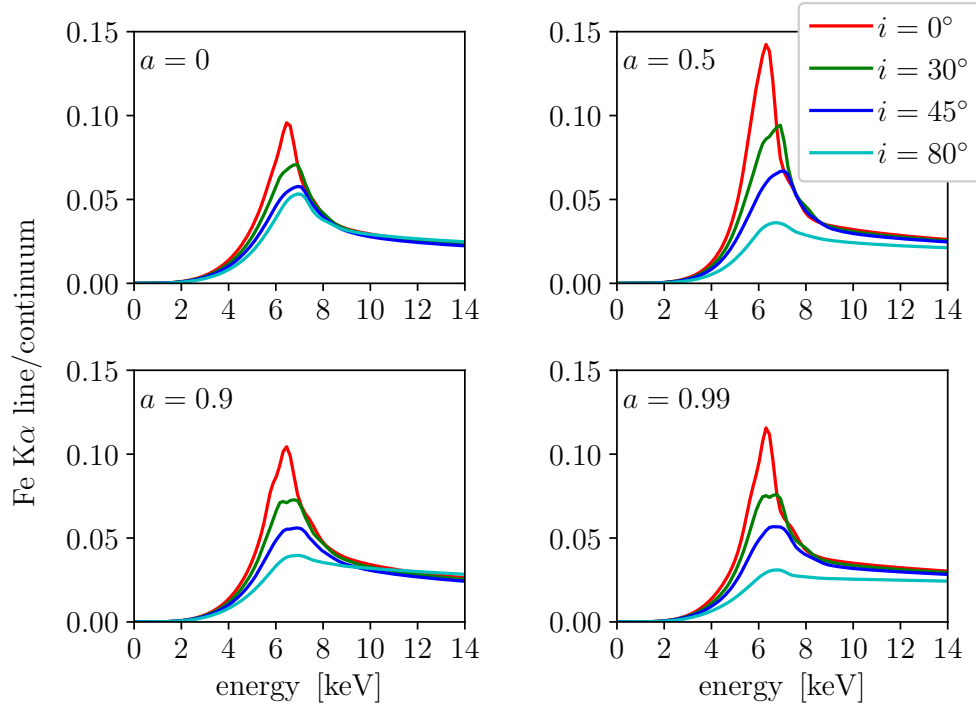 Fe Kα line/continuum
0.15
0.10
0.05
0.00
a = 0
0 2 4 6 8 10 12 14
0.15
0.10
0.05
0.00
a = 0.5
0 2 4 6 8 10 12 14
i = 0°
i = 30°
i = 45°
i = 80°
0.15
0.10
0.05
0.00
a = 0.9
0 2 4 6 8 10 12 14
energy [keV]
0.15
0.10
0.05
0.00
a = 0.99
0 2 4 6 8 10 12 14
energy [keV]